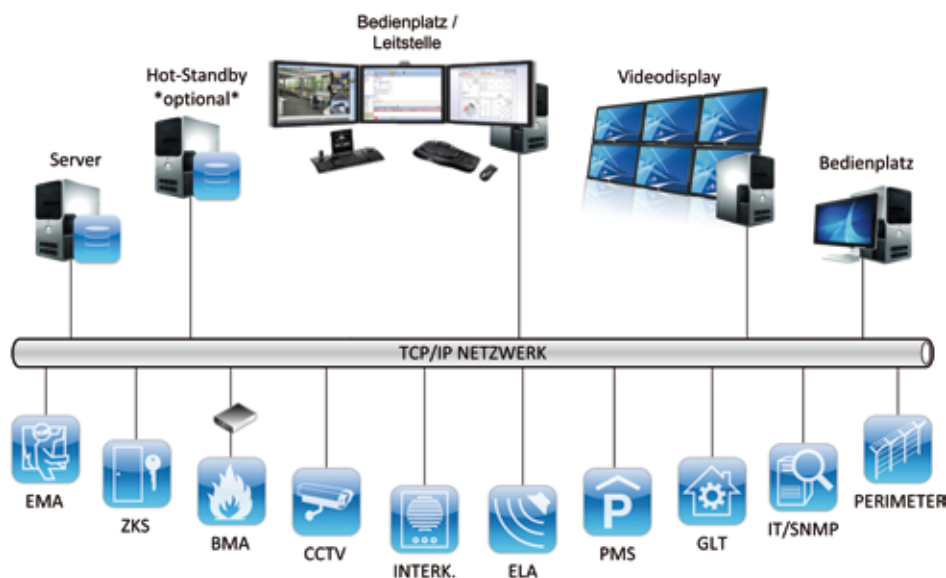 Bedienplatz /
Leitstelle
Hot-Standby
*optional*
Videodisplay
Server
Bedienplatz
TCP/IP NETZWERK
EMA
ZKS
BMA
CCTV
INTERK.
ELA
P
PMS
GLT
IT/SNMP
PERIMETER